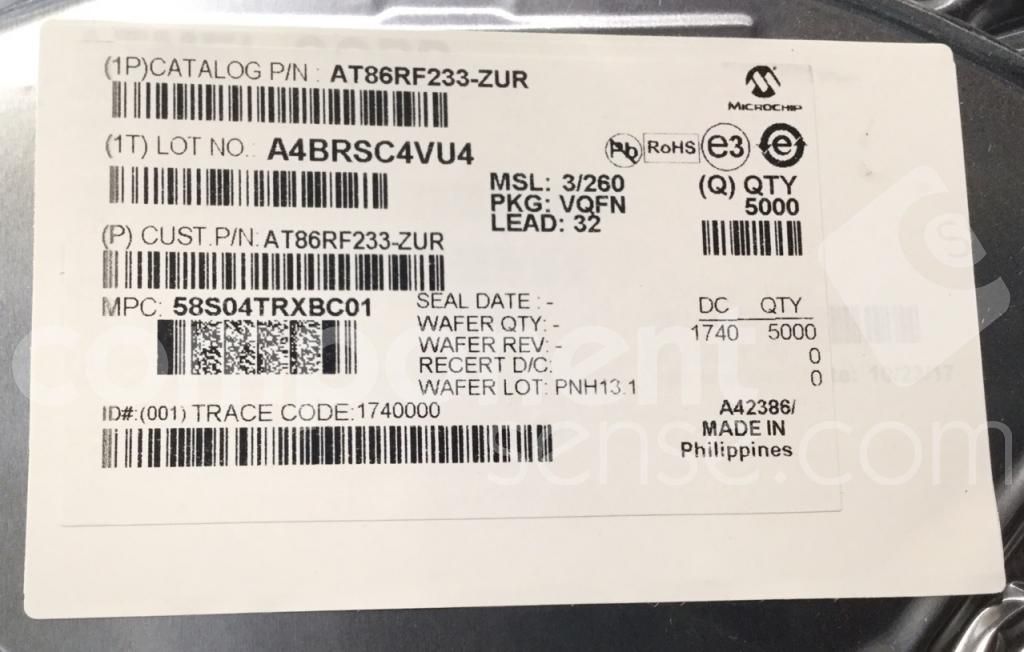 (1P)CATALOG P/N : AT86RF233-ZUR
MICROCHIP
(1T) LOT NO.: A4BRSC4VU4
Pb RoHS e3 e
MSL: 3/260
PKG: VQFN
LEAD: 32
(Q) QTY
5000
(P) CUST.P/N: AT86RF233-ZUR
MPC: 58S04TRXBC01
SEAL DATE : -
WAFER QTY: -
WAFER REV: -
RECERT D/C:
WAFER LOT: PNH13.1
DC QTY
1740 5000
0
0
ID#:(001) TRACE CODE:1740000
A42386/
MADE IN
Philippines
component
sense.com
cs